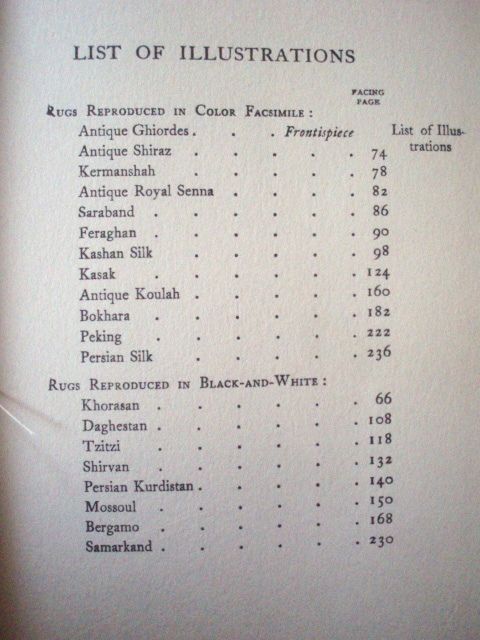 LIST OF ILLUSTRATIONS
FACING
PAGE
RUGS REPRODUCED IN COLOR FACSIMILE :
Antique Ghiordes . . . Frontispiece
List of Illus-
trations
Antique Shiraz . . . . . 74
Kermanshah . . . . . 78
Antique Royal Senna . . . . 82
Saraband . . . . . . 86
Feraghan . . . . . . 90
Kashan Silk . . . . . 98
Kasak . . . . . . 124
Antique Koulah . . . . . 160
Bokhara . . . . . . 182
Peking . . . . . . 222
Persian Silk . . . . . 236
RUGS REPRODUCED IN BLACK-AND-WHITE :
Khorasan . . . . . . 66
Daghestan . . . . . . 108
Tzitzi . . . . . . 118
Shirvan . . . . . . 132
Persian Kurdistan . . . . . 140
Mossoul . . . . . . 150
Bergamo . . . . . . 168
Samarkand . . . . . . 230